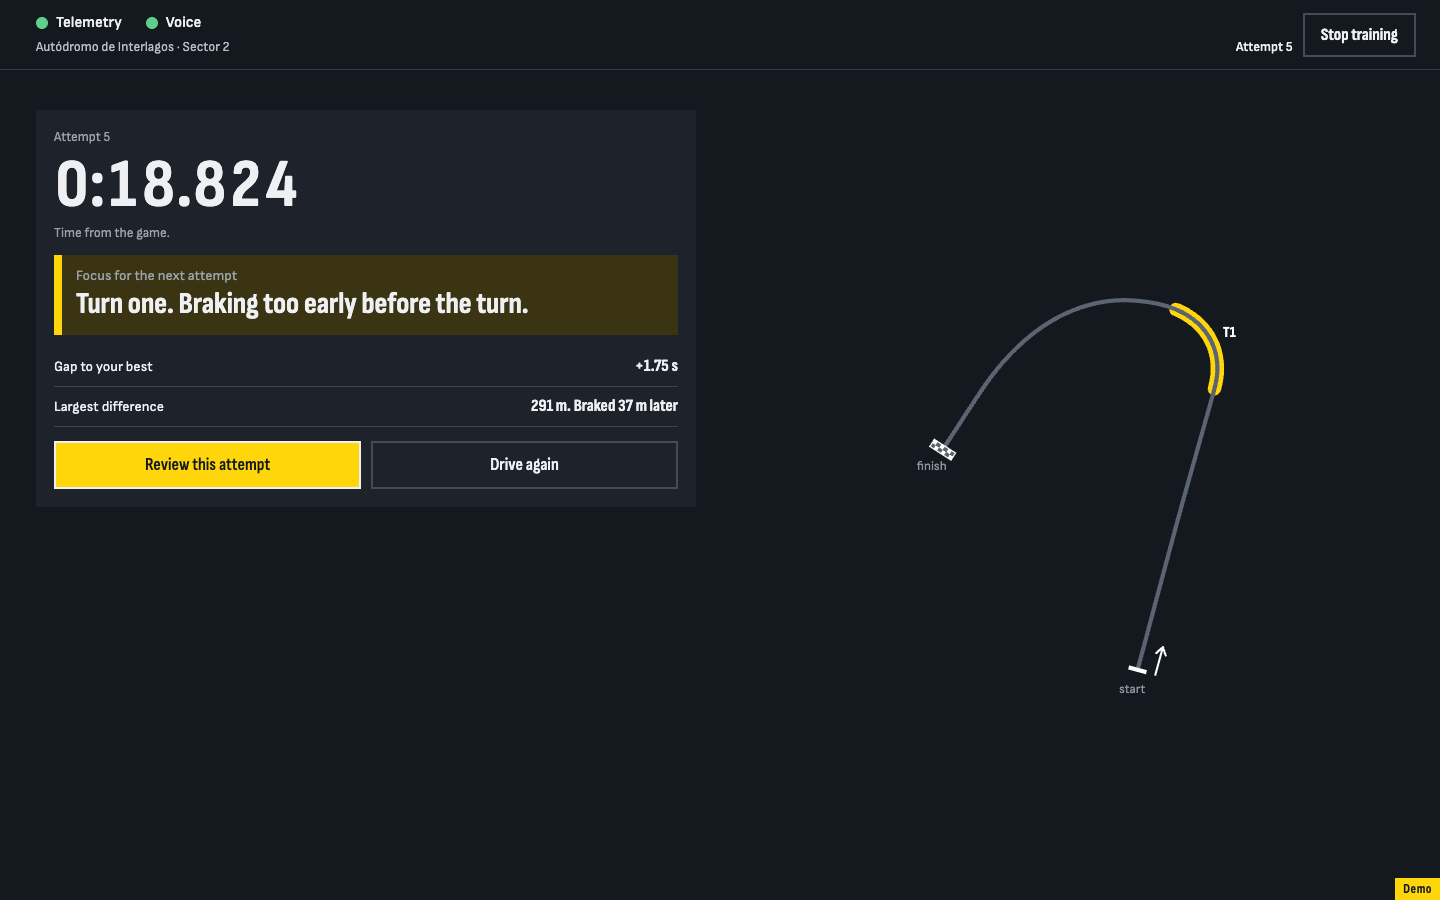 Telemetry
Voice
Autódromo de Interlagos · Sector 2
Attempt 5
Stop training
Attempt 5
0:18.824
Time from the game.
Focus for the next attempt
Turn one. Braking too early before the turn.
Gap to your best
+1.75 s
Largest difference
291 m. Braked 37 m later
Review this attempt
Drive again
T1
finish
start
Demo